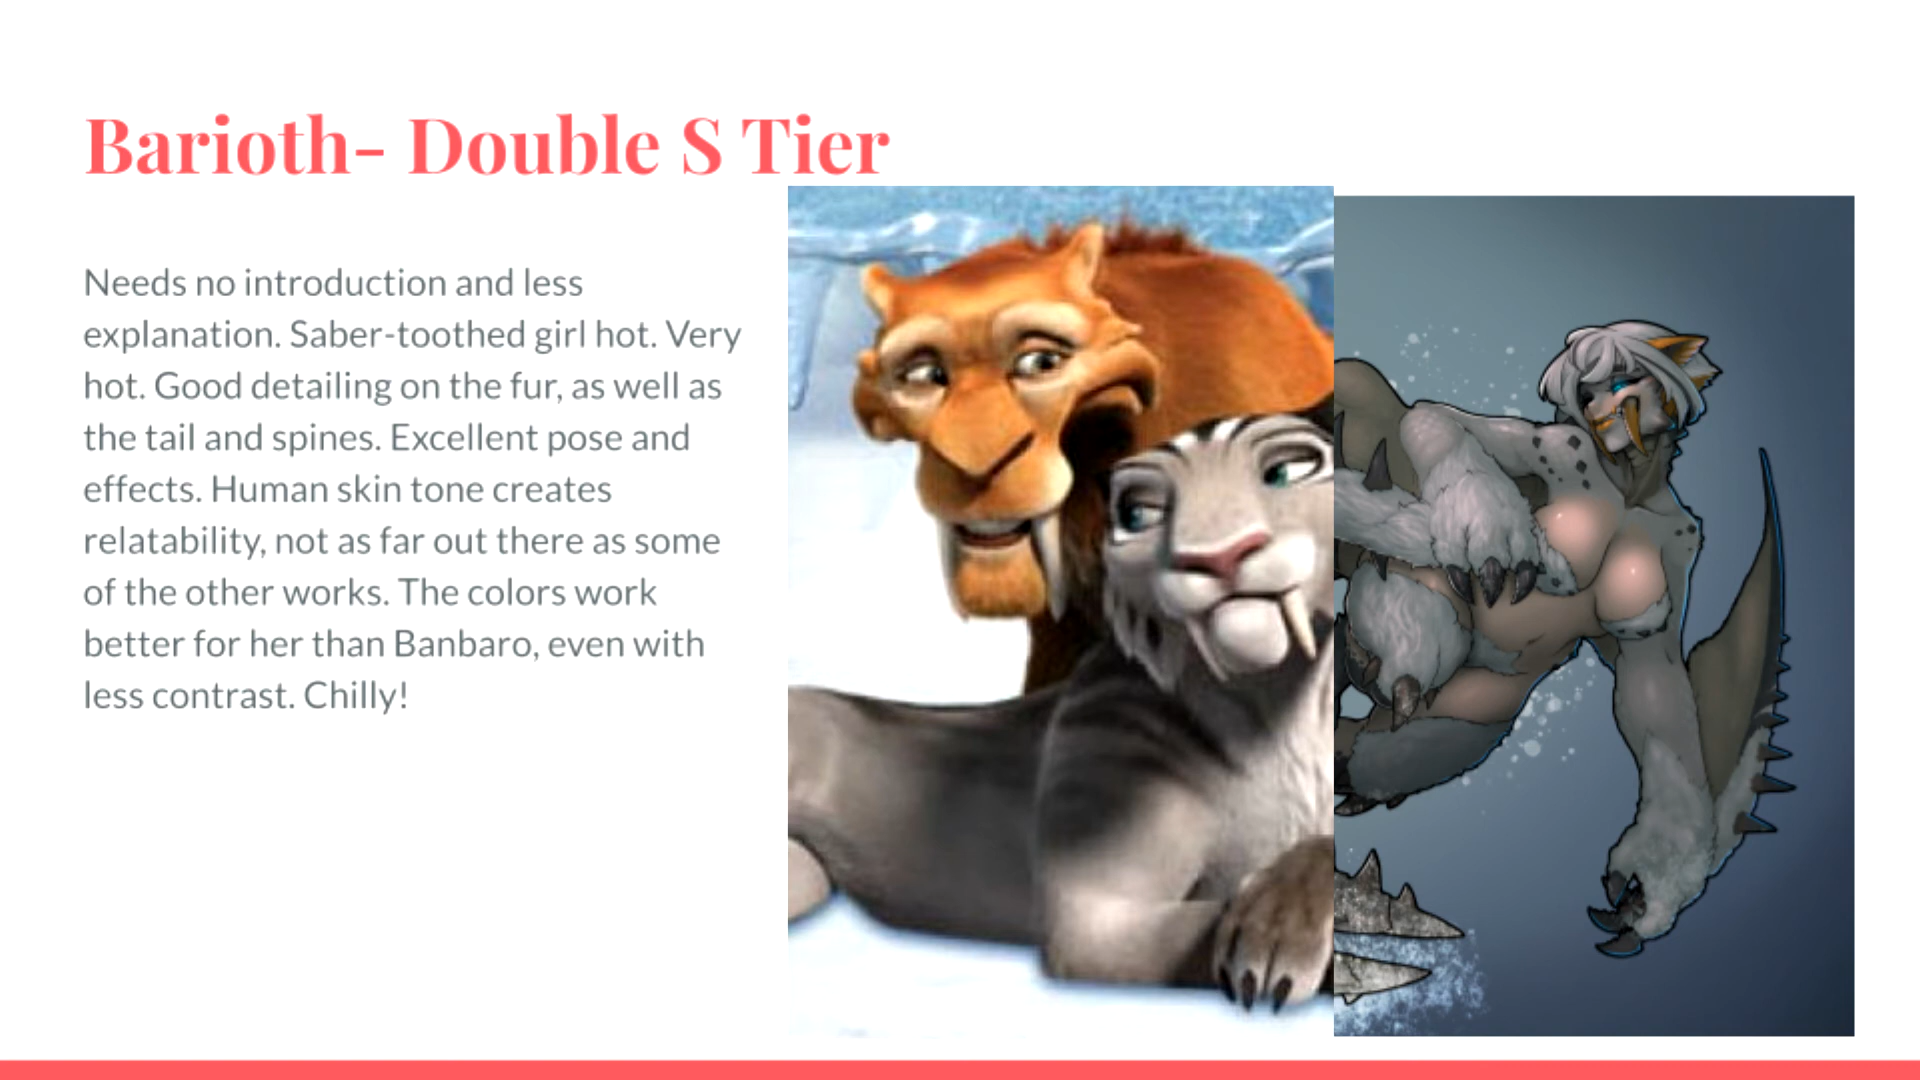 Barioth- Double S Tier
Needs no introduction and less
explanation. Saber-toothed girl hot. Very
hot. Good detailing on the fur, as well as
the tail and spines. Excellent pose and
effects. Human skin tone creates
relatability, not as far out there as some
of the other works. The colors work
better for her than Banbaro, even with
less contrast. Chilly!